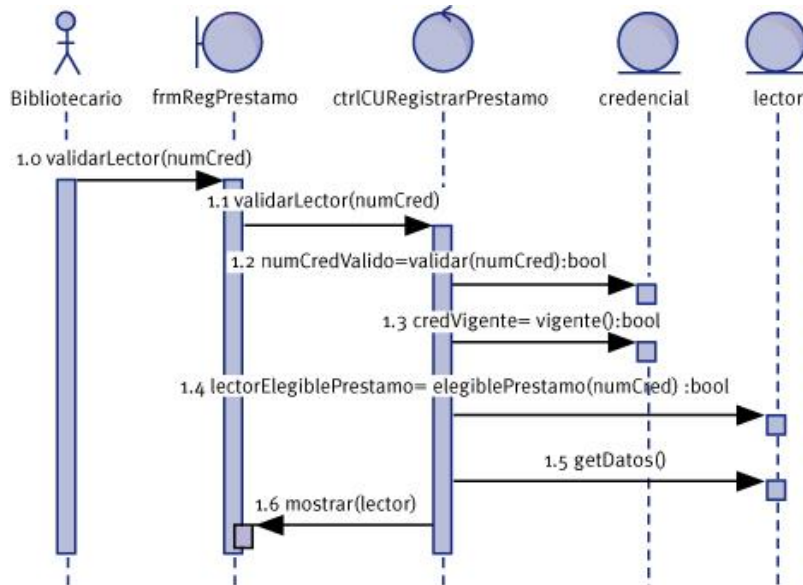 Bibliotecario
frmRegPrestamo
ctrlCURegistrarPrestamo
credencial
lector
1.0 validarLector(numCred)
1.1 validarLector(numCred)
1.2 numCredValido=validar(numCred):bool
1.3 credVigente= vigente():bool
1.4 lectorElegiblePrestamo= elegiblePrestamo(numCred) :bool
1.5 getDatos()
1.6 mostrar(lector)